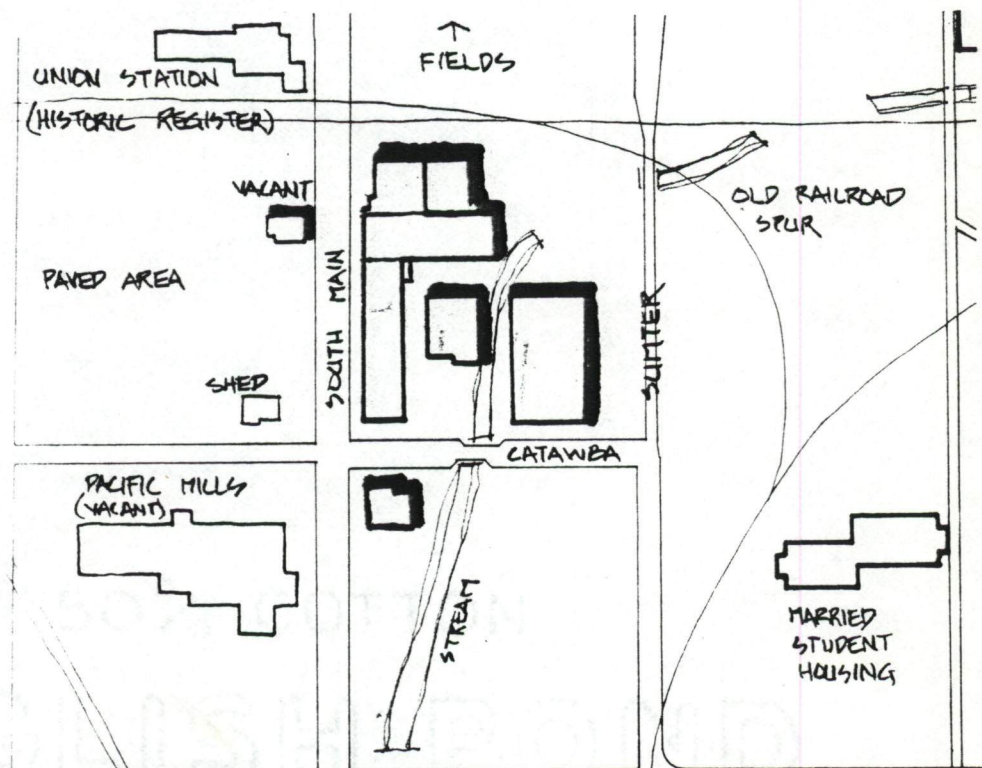 ↑
FIELDS
UNION STATION
(HISTORIC REGISTER)
VACANT
OLD RAILROAD
SPUR
PAVED AREA
SOUTH MAIN
SUMTER
SHED
CATAWBA
PACIFIC MILLS
(VACANT)
STREAM
MARRIED
STUDENT
HOUSING